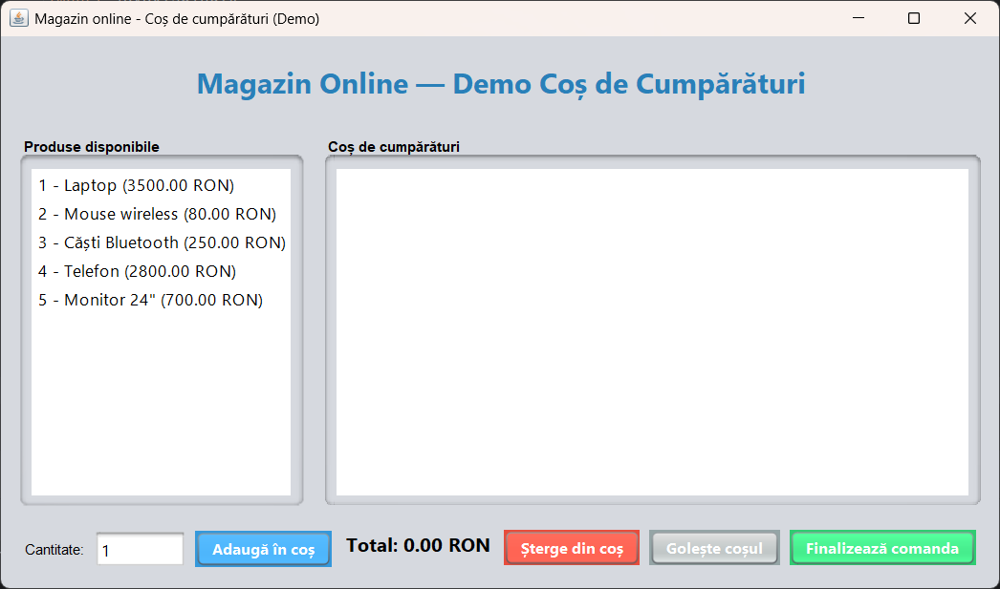 Magazin online - Coș de cumpărături (Demo)
Magazin Online — Demo Coș de Cumpărături
Produse disponibile
Coș de cumpărături
1 - Laptop (3500.00 RON)
2 - Mouse wireless (80.00 RON)
3 - Căști Bluetooth (250.00 RON)
4 - Telefon (2800.00 RON)
5 - Monitor 24" (700.00 RON)
Cantitate: 1 Adaugă în coș Total: 0.00 RON Șterge din coș Golește coșul Finalizează comanda